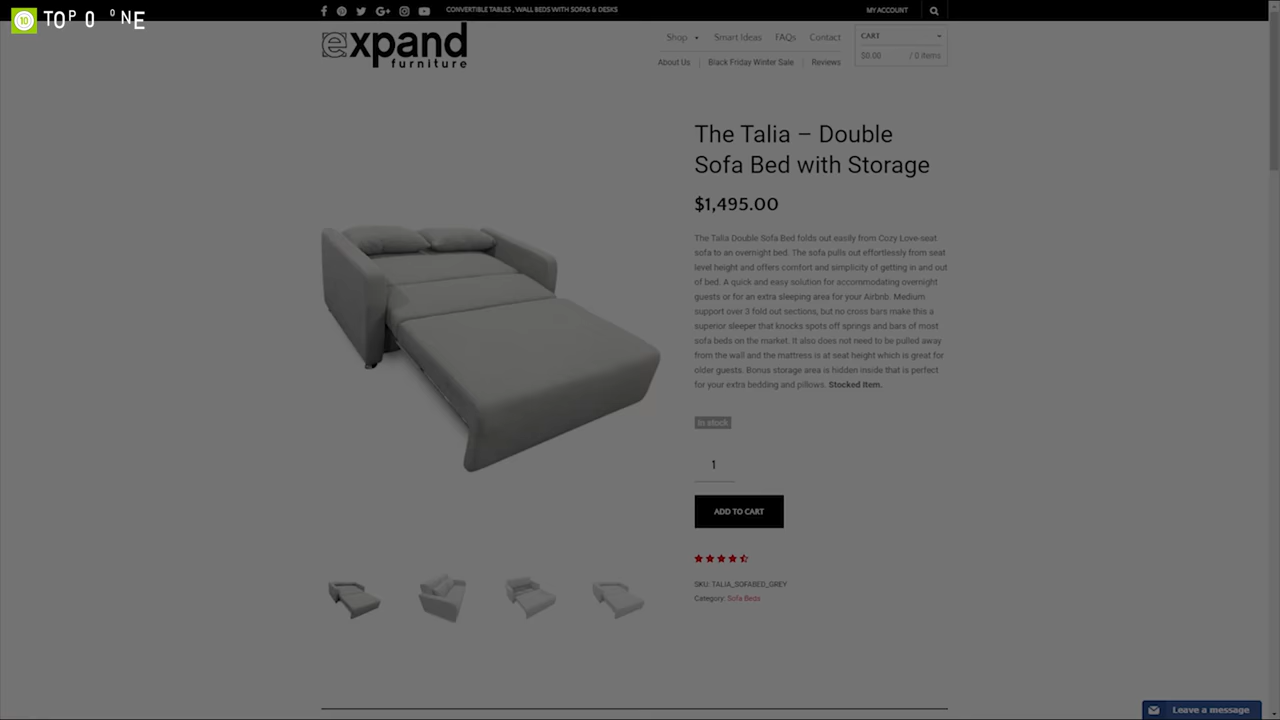 10 TOP 0 0 NE
CONVERTIBLE TABLES , WALL BEDS WITH SOFAS & DESKS
MY ACCOUNT
expand
furniture
Shop
Smart Ideas
FAQs
Contact
CART
$0.00 / 0 items
About Us
Black Friday Winter Sale
Reviews
The Talia – Double
Sofa Bed with Storage
$1,495.00
The Talia Double Sofa Bed folds out easily from Cozy Love-seat
sofa to an overnight bed. The sofa pulls out effortlessly from seat
level height and offers comfort and simplicity of getting in and out
of bed. A quick and easy solution for accommodating overnight
guests or for an extra sleeping area for your Airbnb. Medium
support over 3 fold out sections, but no cross bars make this a
superior sleeper that knocks spots off springs and bars of most
sofa beds on the market. It also does not need to be pulled away
from the wall and the mattress is at seat height which is great for
older guests. Bonus storage area is hidden inside that is perfect
for your extra bedding and pillows. Stocked Item.
In stock
1
ADD TO CART
SKU: TALIA_SOFABED_GREY
Category: Sofa Beds
Leave a message